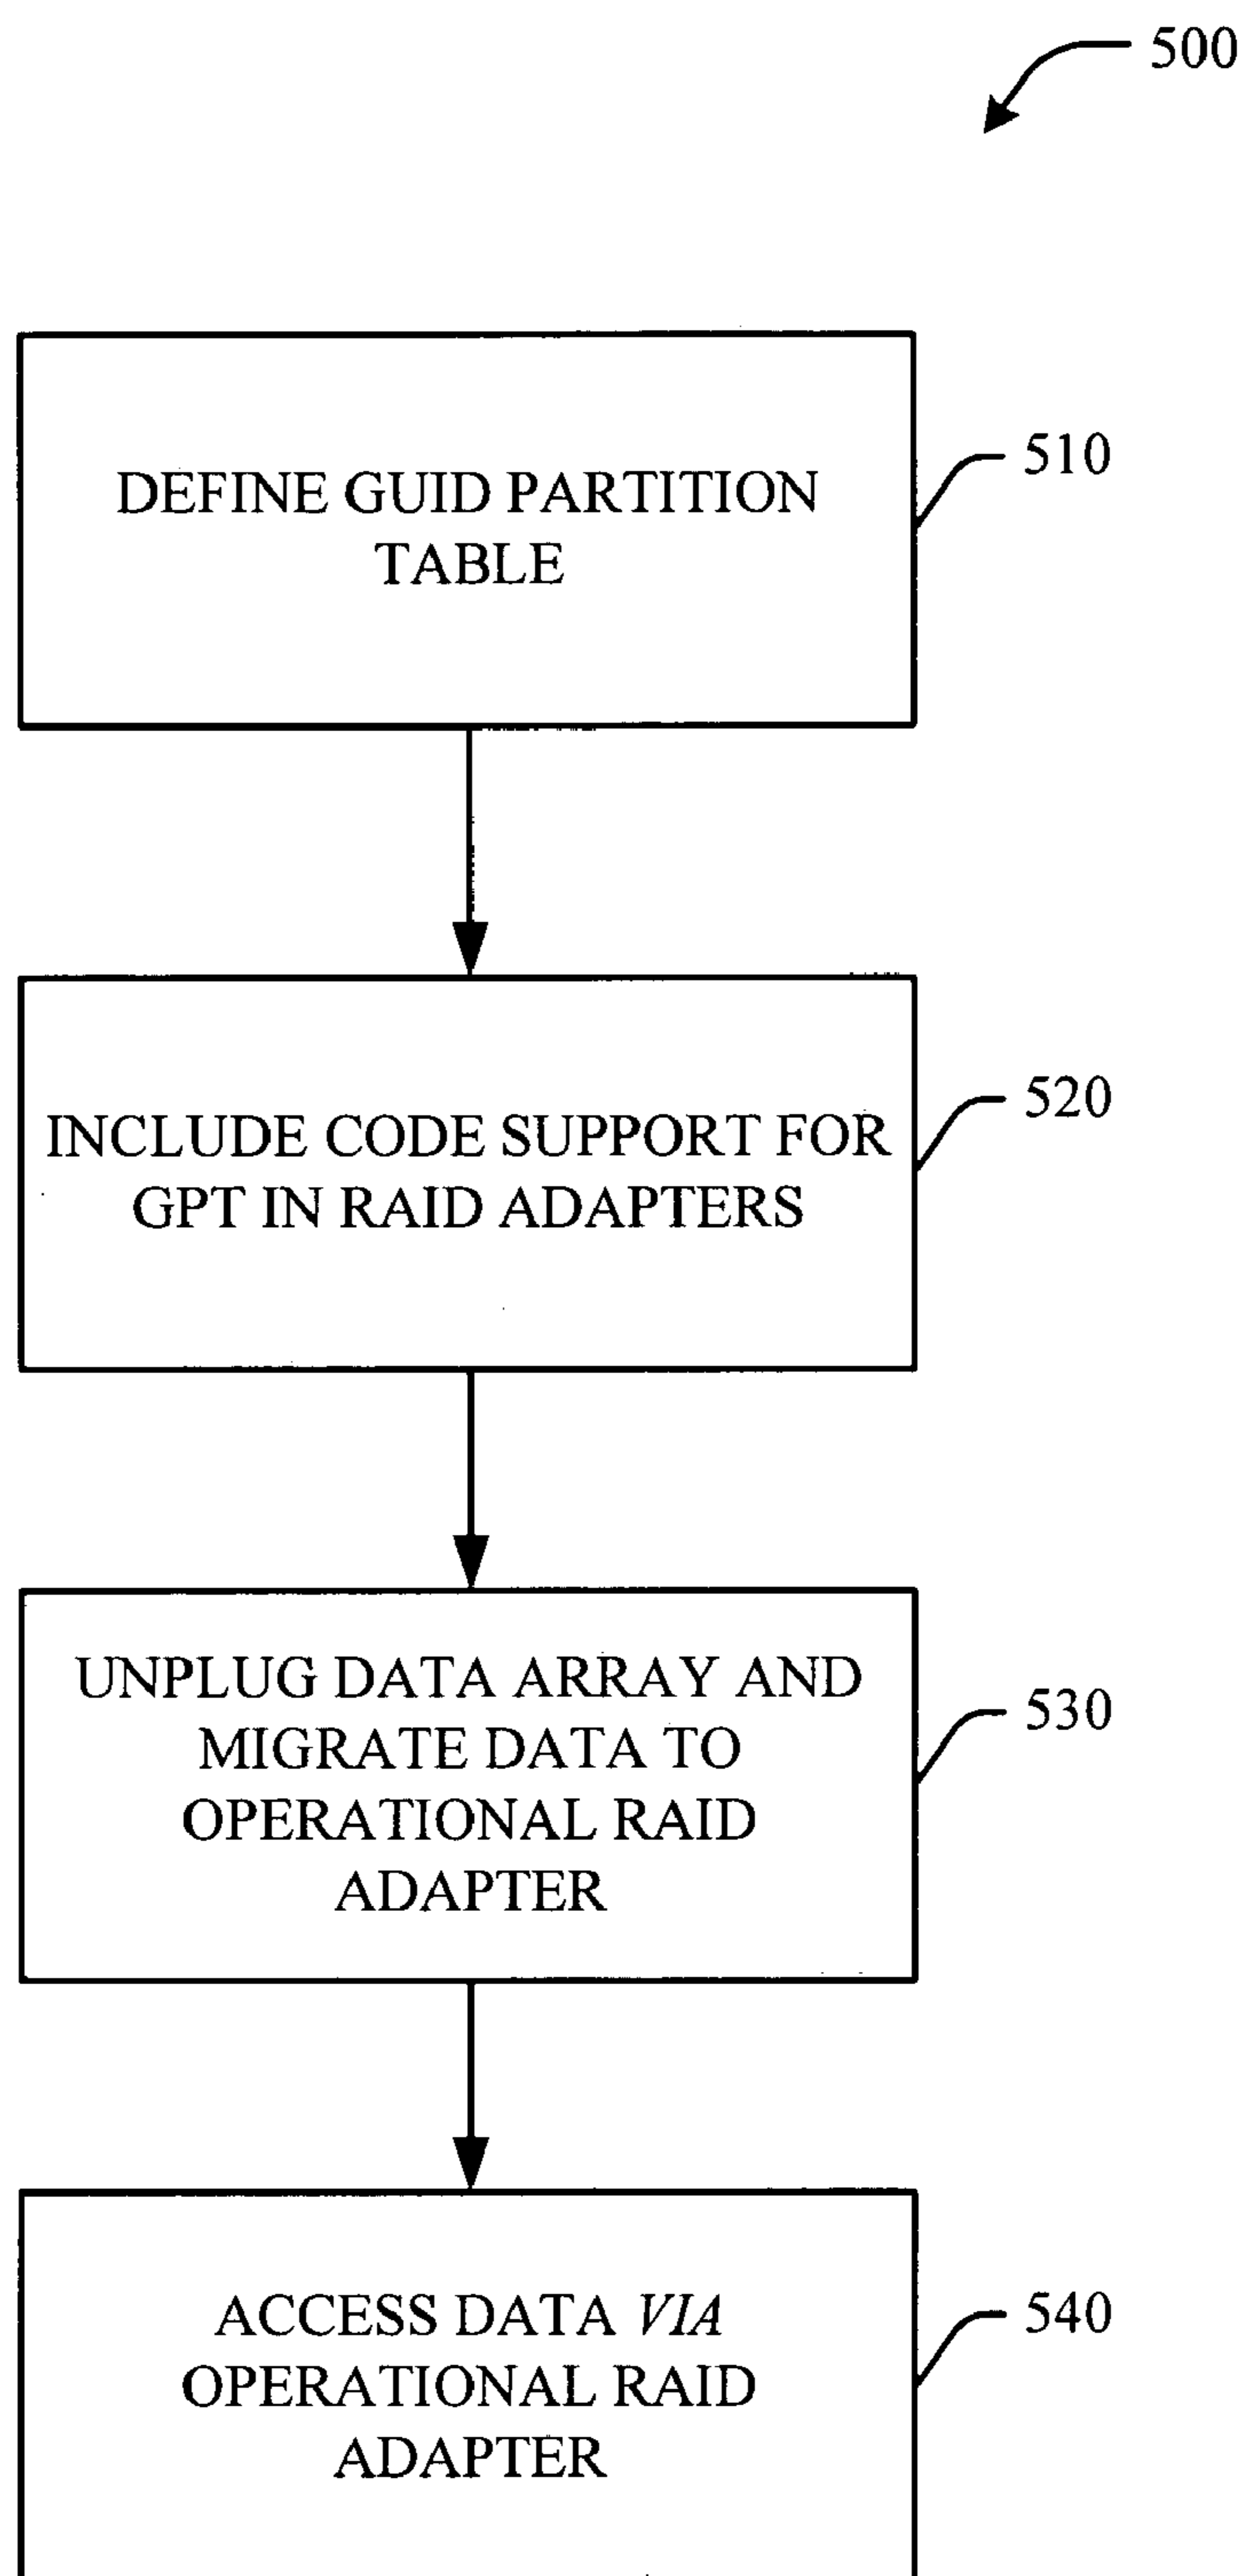 500
DEFINE GUID PARTITION
TABLE
510
INCLUDE CODE SUPPORT FOR
GPT IN RAID ADAPTERS
520
UNPLUG DATA ARRAY AND
MIGRATE DATA TO
OPERATIONAL RAID
ADAPTER
530
ACCESS DATA VIA
OPERATIONAL RAID
ADAPTER
540